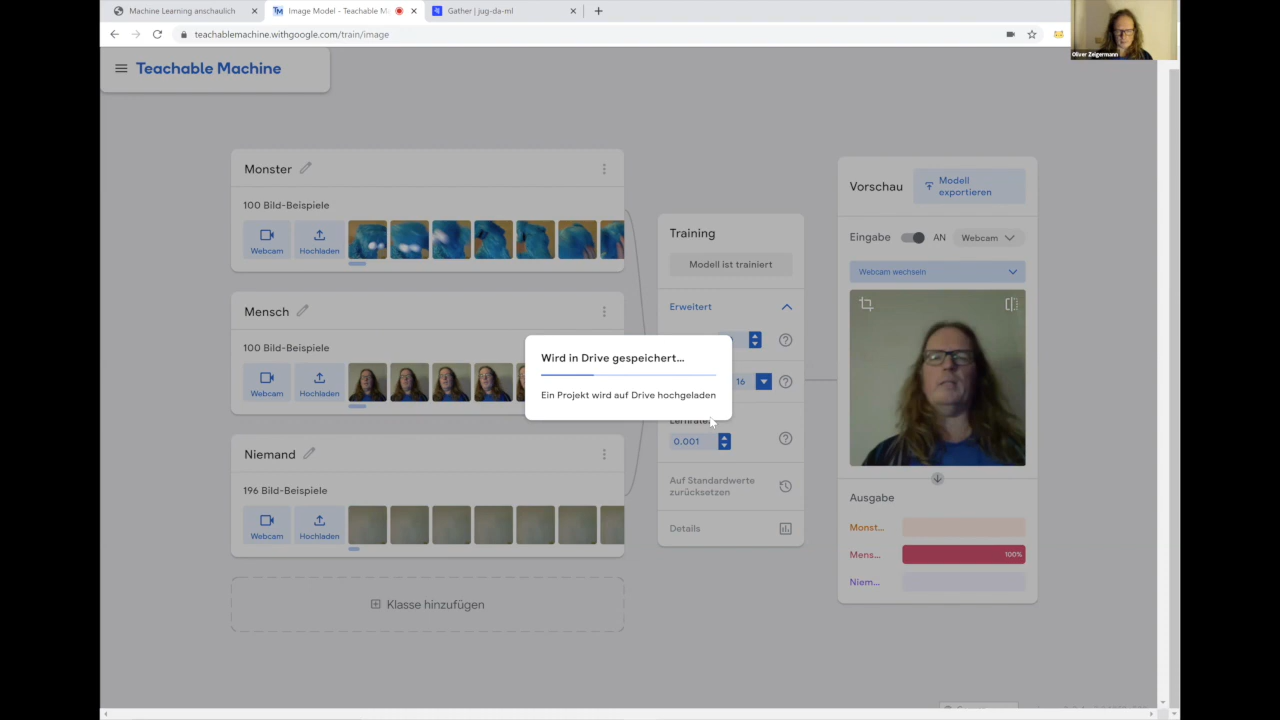 Machine Learning anschaulich
Image Model - Teachable M
Gather | jug-da-ml
teachablemachine.withgoogle.com/train/image
Oliver Zeigermann
Teachable Machine
Monster
100 Bild-Beispiele
Webcam
Hochladen
Mensch
100 Bild-Beispiele
Webcam
Hochladen
Niemand
196 Bild-Beispiele
Webcam
Hochladen
Klasse hinzufügen
Training
Modell ist trainiert
Erweitert
16
Lernrate:
0.001
Auf Standardwerte
zurücksetzen
Details
Wird in Drive gespeichert...
Ein Projekt wird auf Drive hochgeladen
Vorschau
Modell
exportieren
Eingabe
AN
Webcam
Webcam wechseln
Ausgabe
Monst...
Mens...
100%
Niem...